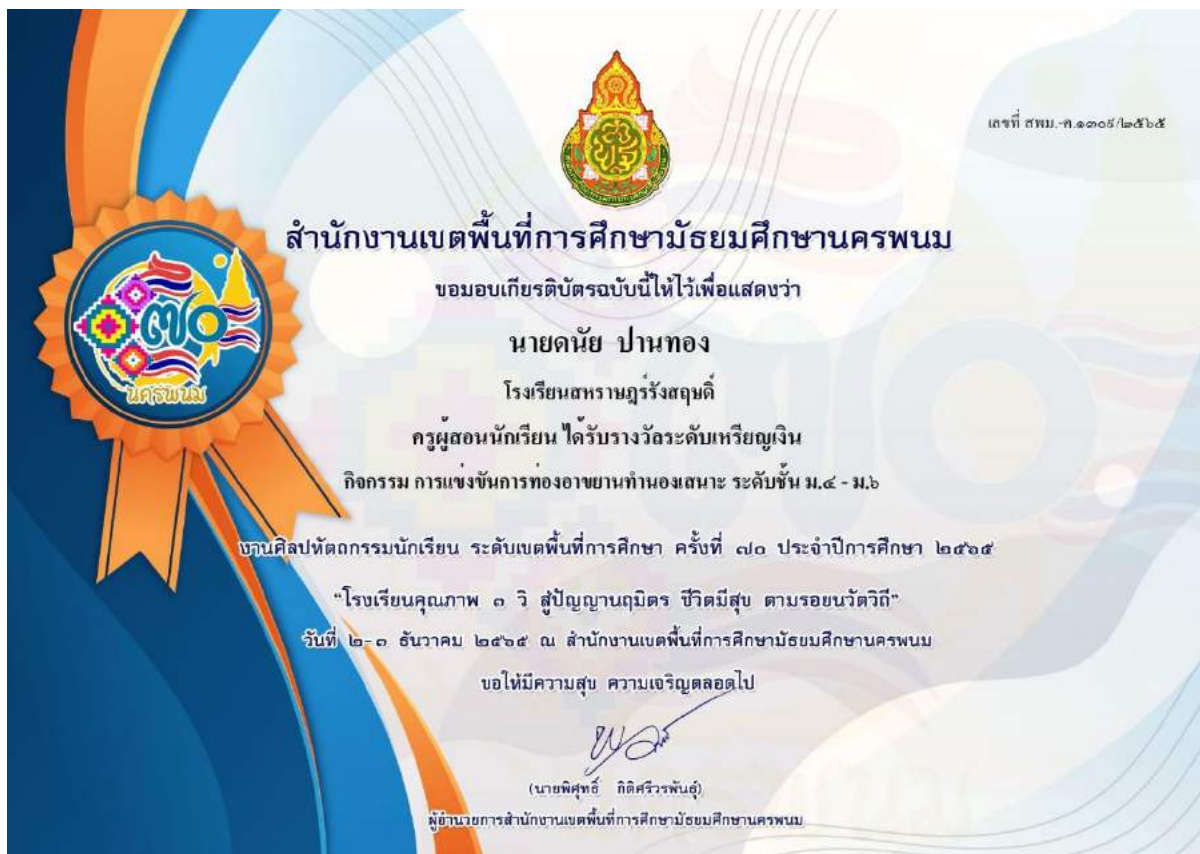 เลขที่ สพม.-ค.๑๓๐๙/๒๕๖๕
สำนักงานเขตพื้นที่การศึกษามัธยมศึกษานครพนม
ขอมอบเกียรติบัตรฉบับนี้ให้ไว้เพื่อแสดงว่า
นายดนัย ปานทอง
โรงเรียนสหราษฎร์รังสฤษดิ์
ครูผู้สอนนักเรียน ได้รับรางวัลระดับเหรียญเงิน
กิจกรรม การแข่งขันการท่องอาขยานทำนองเสนาะ ระดับชั้น ม.๔ - ม.๖
๗๐
นครพนม
งานศิลปหัตถกรรมนักเรียน ระดับเขตพื้นที่การศึกษา ครั้งที่ ๗๐ ประจำปีการศึกษา ๒๕๖๕
“โรงเรียนคุณภาพ ๓ วิ สู่ปัญญานฤมิตร ชีวิตมีสุข ตามรอยนวัตวิถี”
วันที่ ๒-๓ ธันวาคม ๒๕๖๕ ณ สำนักงานเขตพื้นที่การศึกษามัธยมศึกษานครพนม
ขอให้มีความสุข ความเจริญตลอดไป
(นายพิศุทธิ์ กิติศรีวรพันธุ์)
ผู้อำนวยการสำนักงานเขตพื้นที่การศึกษามัธยมศึกษานครพนม